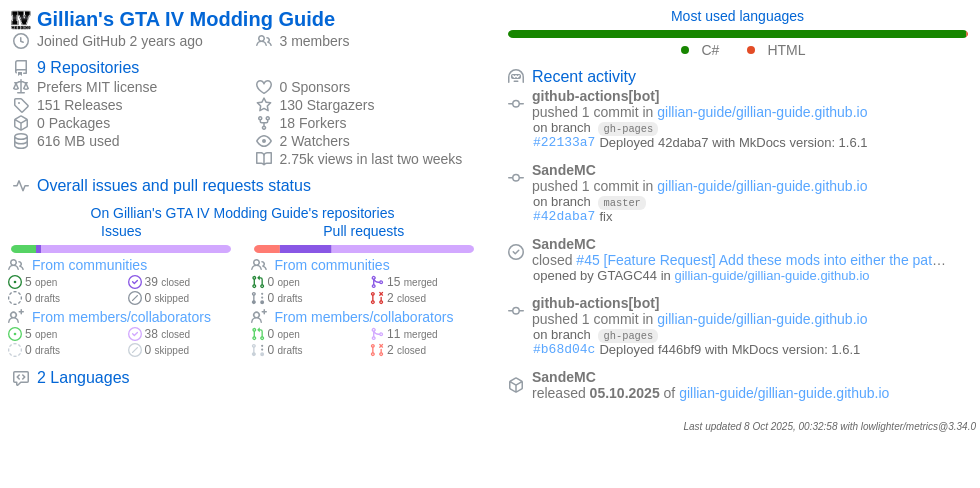 Gillian's GTA IV Modding Guide
Joined GitHub 2 years ago
3 members
9 Repositories
Prefers MIT license
151 Releases
0 Packages
616 MB used
0 Sponsors
130 Stargazers
18 Forkers
2 Watchers
2.75k views in last two weeks
Overall issues and pull requests status
On Gillian's GTA IV Modding Guide's repositories
Issues
From communities
5 open
39 closed
0 drafts
0 skipped
From members/collaborators
5 open
38 closed
0 drafts
0 skipped
Pull requests
From communities
0 open
15 merged
0 drafts
2 closed
From members/collaborators
0 open
11 merged
0 drafts
2 closed
2 Languages
Most used languages
C#
HTML
Recent activity
github-actions[bot]
pushed 1 commit in gillian-guide/gillian-guide.github.io
on branch gh-pages
#22133a7 Deployed 42daba7 with MkDocs version: 1.6.1
SandeMC
pushed 1 commit in gillian-guide/gillian-guide.github.io
on branch master
#42daba7 fix
SandeMC
closed #45 [Feature Request] Add these mods into either the pat…
opened by GTAGC44 in gillian-guide/gillian-guide.github.io
github-actions[bot]
pushed 1 commit in gillian-guide/gillian-guide.github.io
on branch gh-pages
#b68d04c Deployed f446bf9 with MkDocs version: 1.6.1
SandeMC
released 05.10.2025 of gillian-guide/gillian-guide.github.io
Last updated 8 Oct 2025, 00:32:58 with lowlighter/metrics@3.34.0